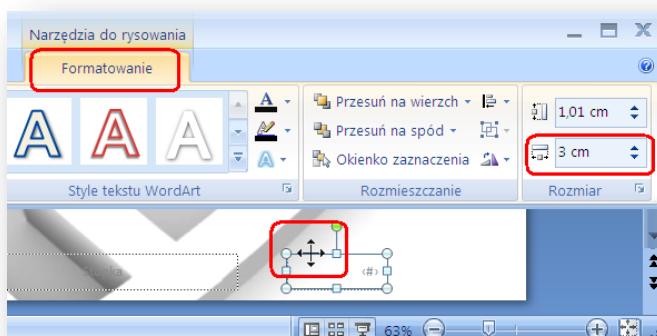 Narzędzia do rysowania
Formatowanie
A A A A A
Przesuń na wierzch
Przesuń na spód
Okienko zaznaczenia
1,01 cm
3 cm
Style tekstu WordArt
Rozmieszczanie
Rozmiar
Stopka
‹#›
63%